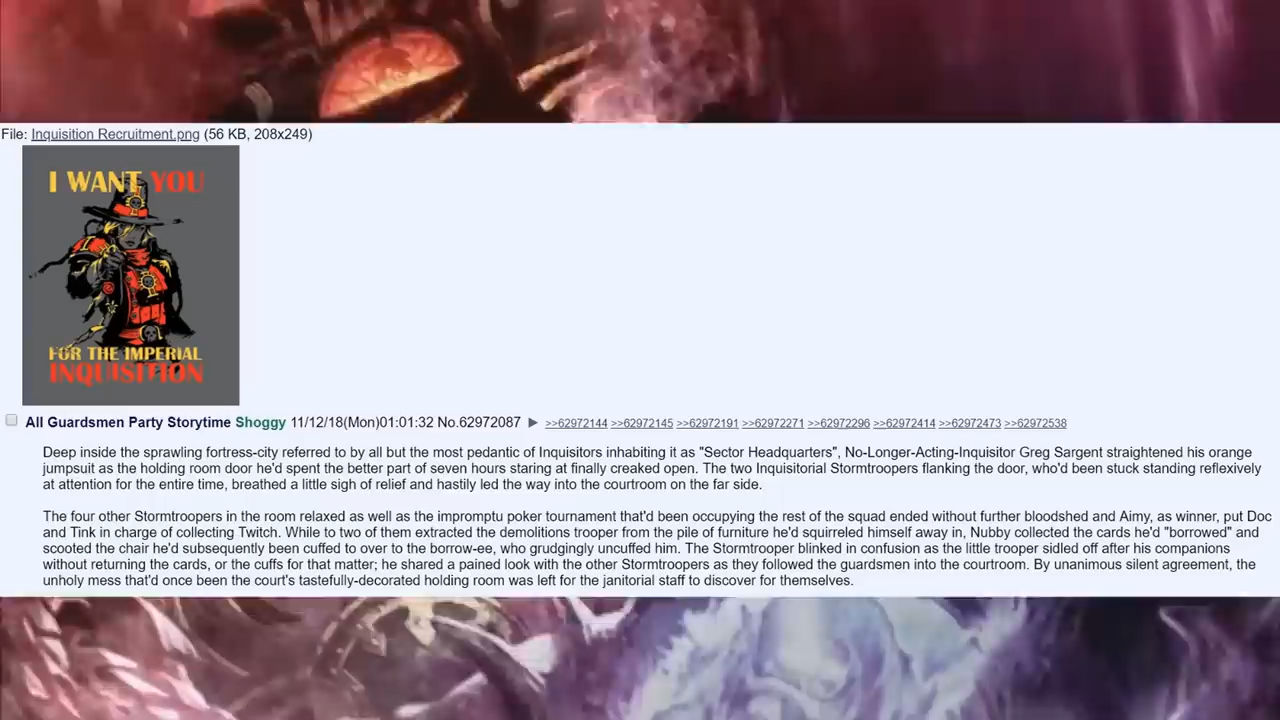 File: Inquisition Recruitment.png (56 KB, 208x249)
I WANT YOU
FOR THE IMPERIAL
INQUISITION
All Guardsmen Party Storytime Shoggy 11/12/18(Mon)01:01:32 No.62972087 ▶ >>62972144 >>62972145 >>62972191 >>62972271 >>62972296 >>62972414 >>62972473 >>62972538
Deep inside the sprawling fortress-city referred to by all but the most pedantic of Inquisitors inhabiting it as "Sector Headquarters", No-Longer-Acting-Inquisitor Greg Sargent straightened his orange
jumpsuit as the holding room door he'd spent the better part of seven hours staring at finally creaked open. The two Inquisitorial Stormtroopers flanking the door, who'd been stuck standing reflexively
at attention for the entire time, breathed a little sigh of relief and hastily led the way into the courtroom on the far side.
The four other Stormtroopers in the room relaxed as well as the impromptu poker tournament that'd been occupying the rest of the squad ended without further bloodshed and Aimy, as winner, put Doc
and Tink in charge of collecting Twitch. While to two of them extracted the demolitions trooper from the pile of furniture he'd squirreled himself away in, Nubby collected the cards he'd "borrowed" and
scooted the chair he'd subsequently been cuffed to over to the borrow-ee, who grudgingly uncuffed him. The Stormtrooper blinked in confusion as the little trooper sidled off after his companions
without returning the cards, or the cuffs for that matter; he shared a pained look with the other Stormtroopers as they followed the guardsmen into the courtroom. By unanimous silent agreement, the
unholy mess that'd once been the court's tastefully-decorated holding room was left for the janitorial staff to discover for themselves.